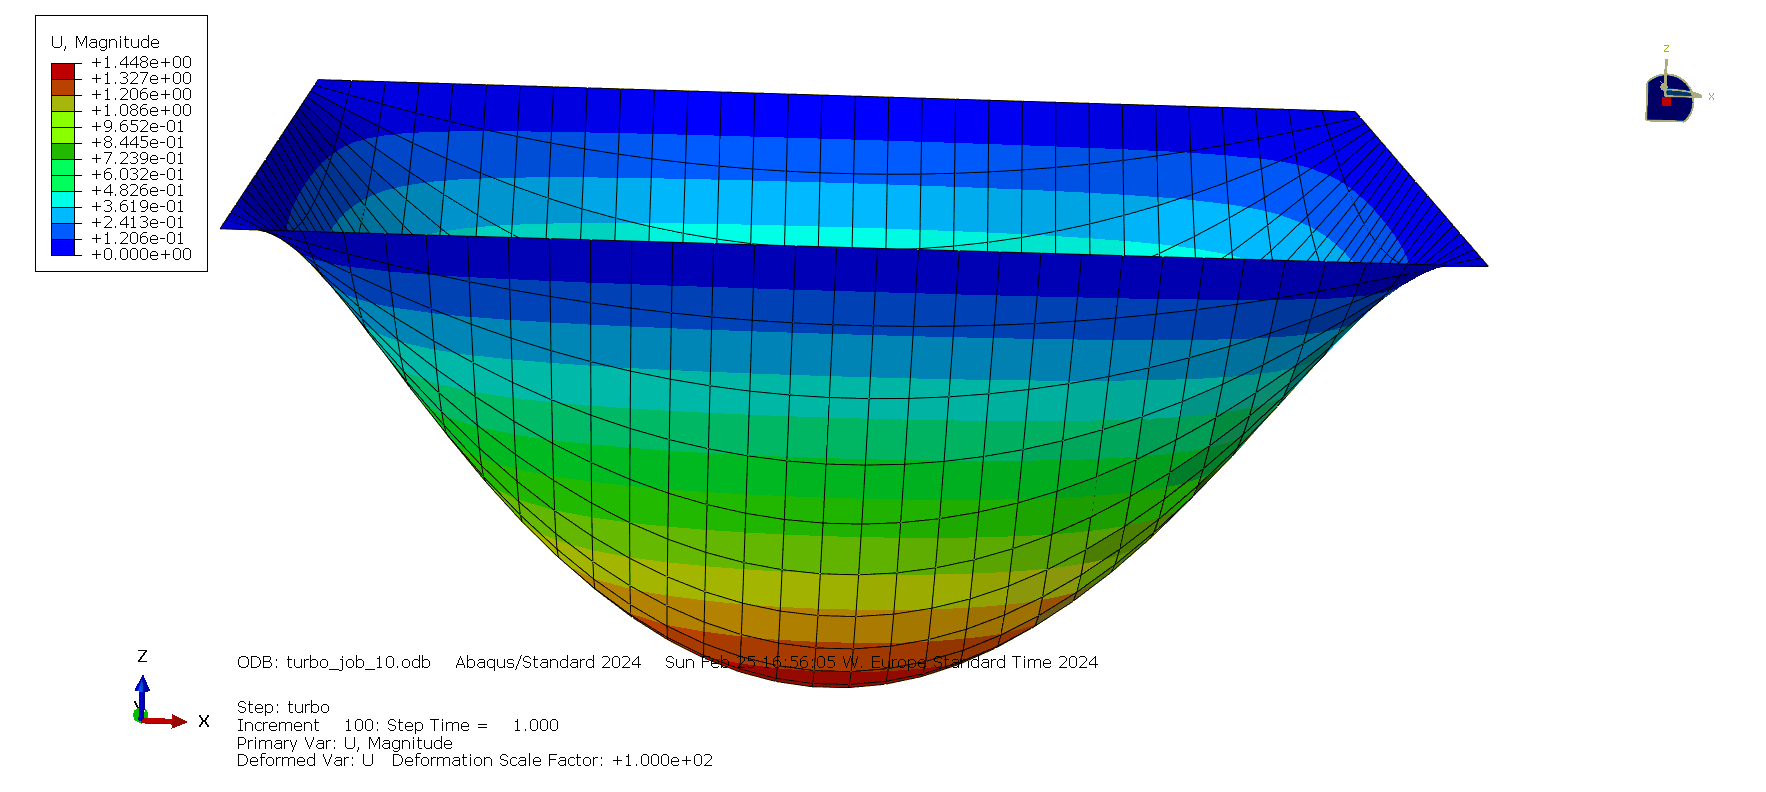 U, Magnitude
+1.448e+00
+1.327e+00
+1.206e+00
+1.086e+00
+9.652e-01
+8.445e-01
+7.239e-01
+6.032e-01
+4.826e-01
+3.619e-01
+2.413e-01
+1.206e-01
+0.000e+00
Z
X
Z
X
ODB: turbo_job_10.odb Abaqus/Standard 2024 Sun Feb 25 16:56:05 W. Europe Standard Time 2024
Step: turbo
Increment 100: Step Time = 1.000
Primary Var: U, Magnitude
Deformed Var: U Deformation Scale Factor: +1.000e+02